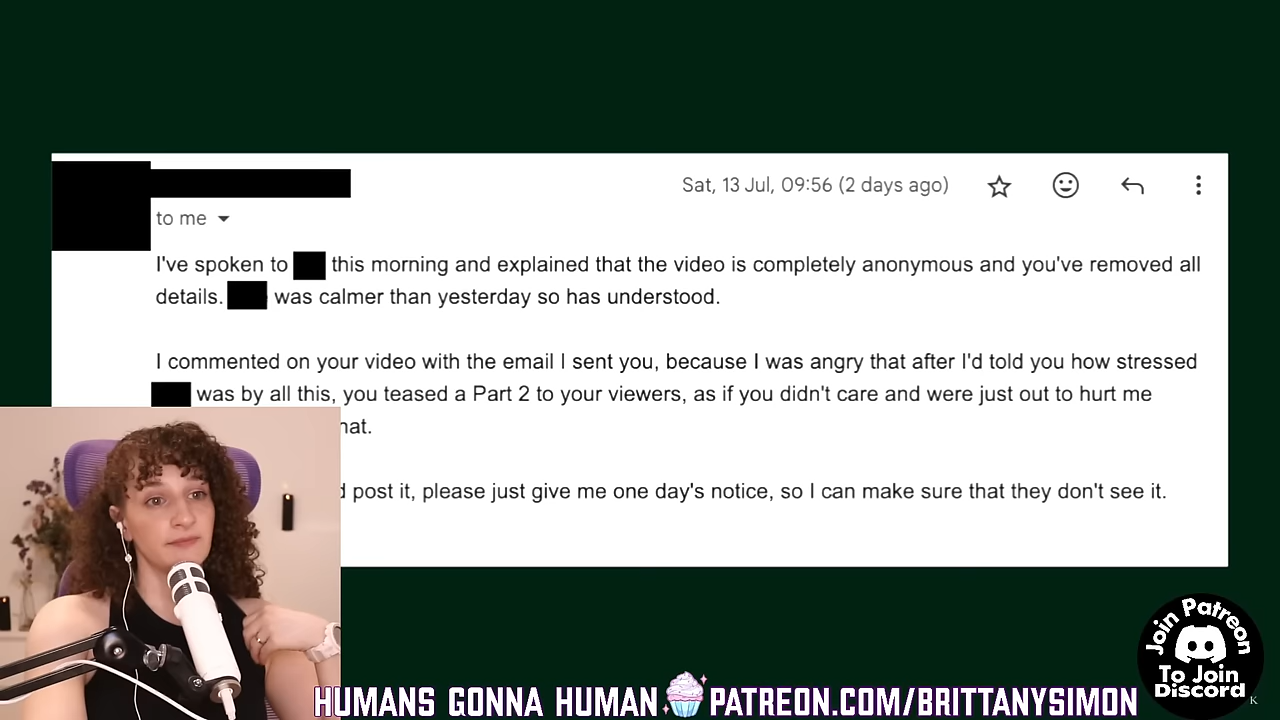 Sat, 13 Jul, 09:56 (2 days ago)
to me
I've spoken to this morning and explained that the video is completely anonymous and you've removed all
details. was calmer than yesterday so has understood.
I commented on your video with the email I sent you, because I was angry that after I'd told you how stressed
was by all this, you teased a Part 2 to your viewers, as if you didn't care and were just out to hurt me
post it, please just give me one day's notice, so I can make sure that they don't see it.
Join Patreon
To Join
Discord
K
HUMANS GONNA HUMAN PATREON.COM/BRITTANYSIMON